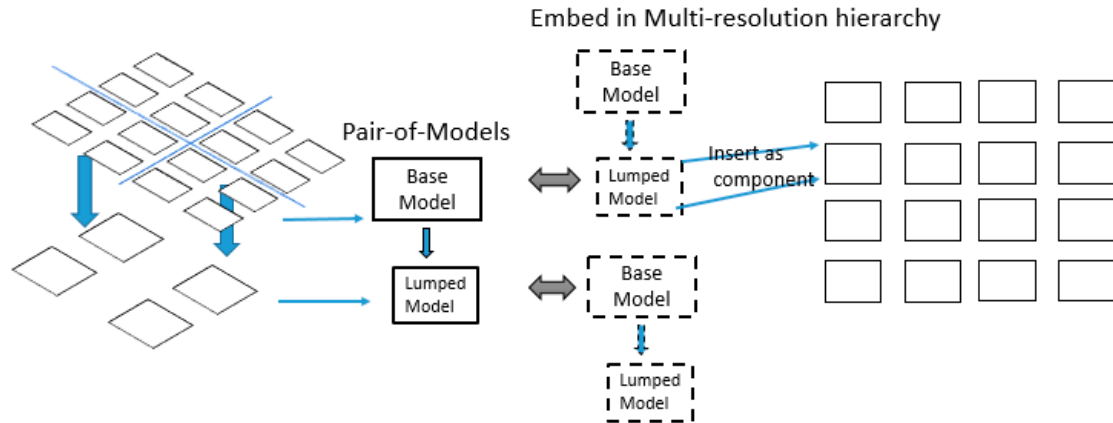 Embed in Multi-resolution hierarchy
Base
Model
Pair-of-Models
Base
Model
Lumped
Model
Insert as
component
Lumped
Model
Base
Model
Lumped
Model